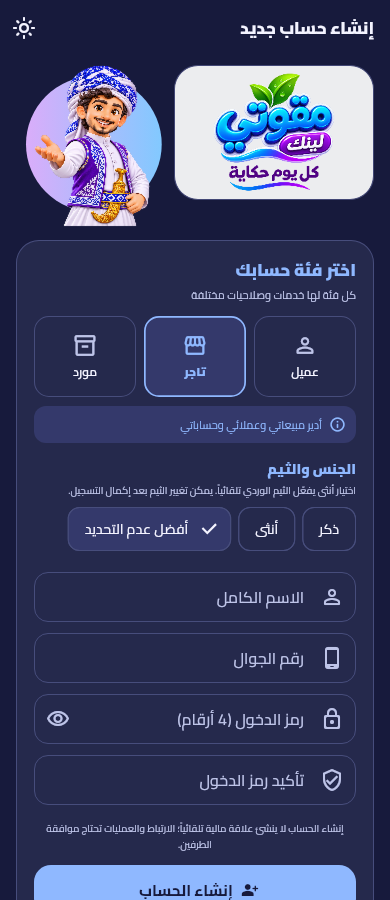 إنشاء حساب جديد
مقوتي
لينك
كل يوم حكاية
اختر فئة حسابك
كل فئة لها خدمات وصلاحيات مختلفة
عميل
تاجر
مورد
أدير مبيعاتي وعملائي وحساباتي
الجنس والثيم
اختيار أنثى يفعّل الثيم الوردي تلقائياً. يمكن تغيير الثيم بعد إكمال التسجيل.
ذكر
أنثى
أفضل عدم التحديد
الاسم الكامل
رقم الجوال
رمز الدخول (4 أرقام)
تأكيد رمز الدخول
إنشاء الحساب لا ينشئ علاقة مالية تلقائياً؛ الارتباط والعمليات تحتاج موافقة
الطرفين.
إنشاء الحساب